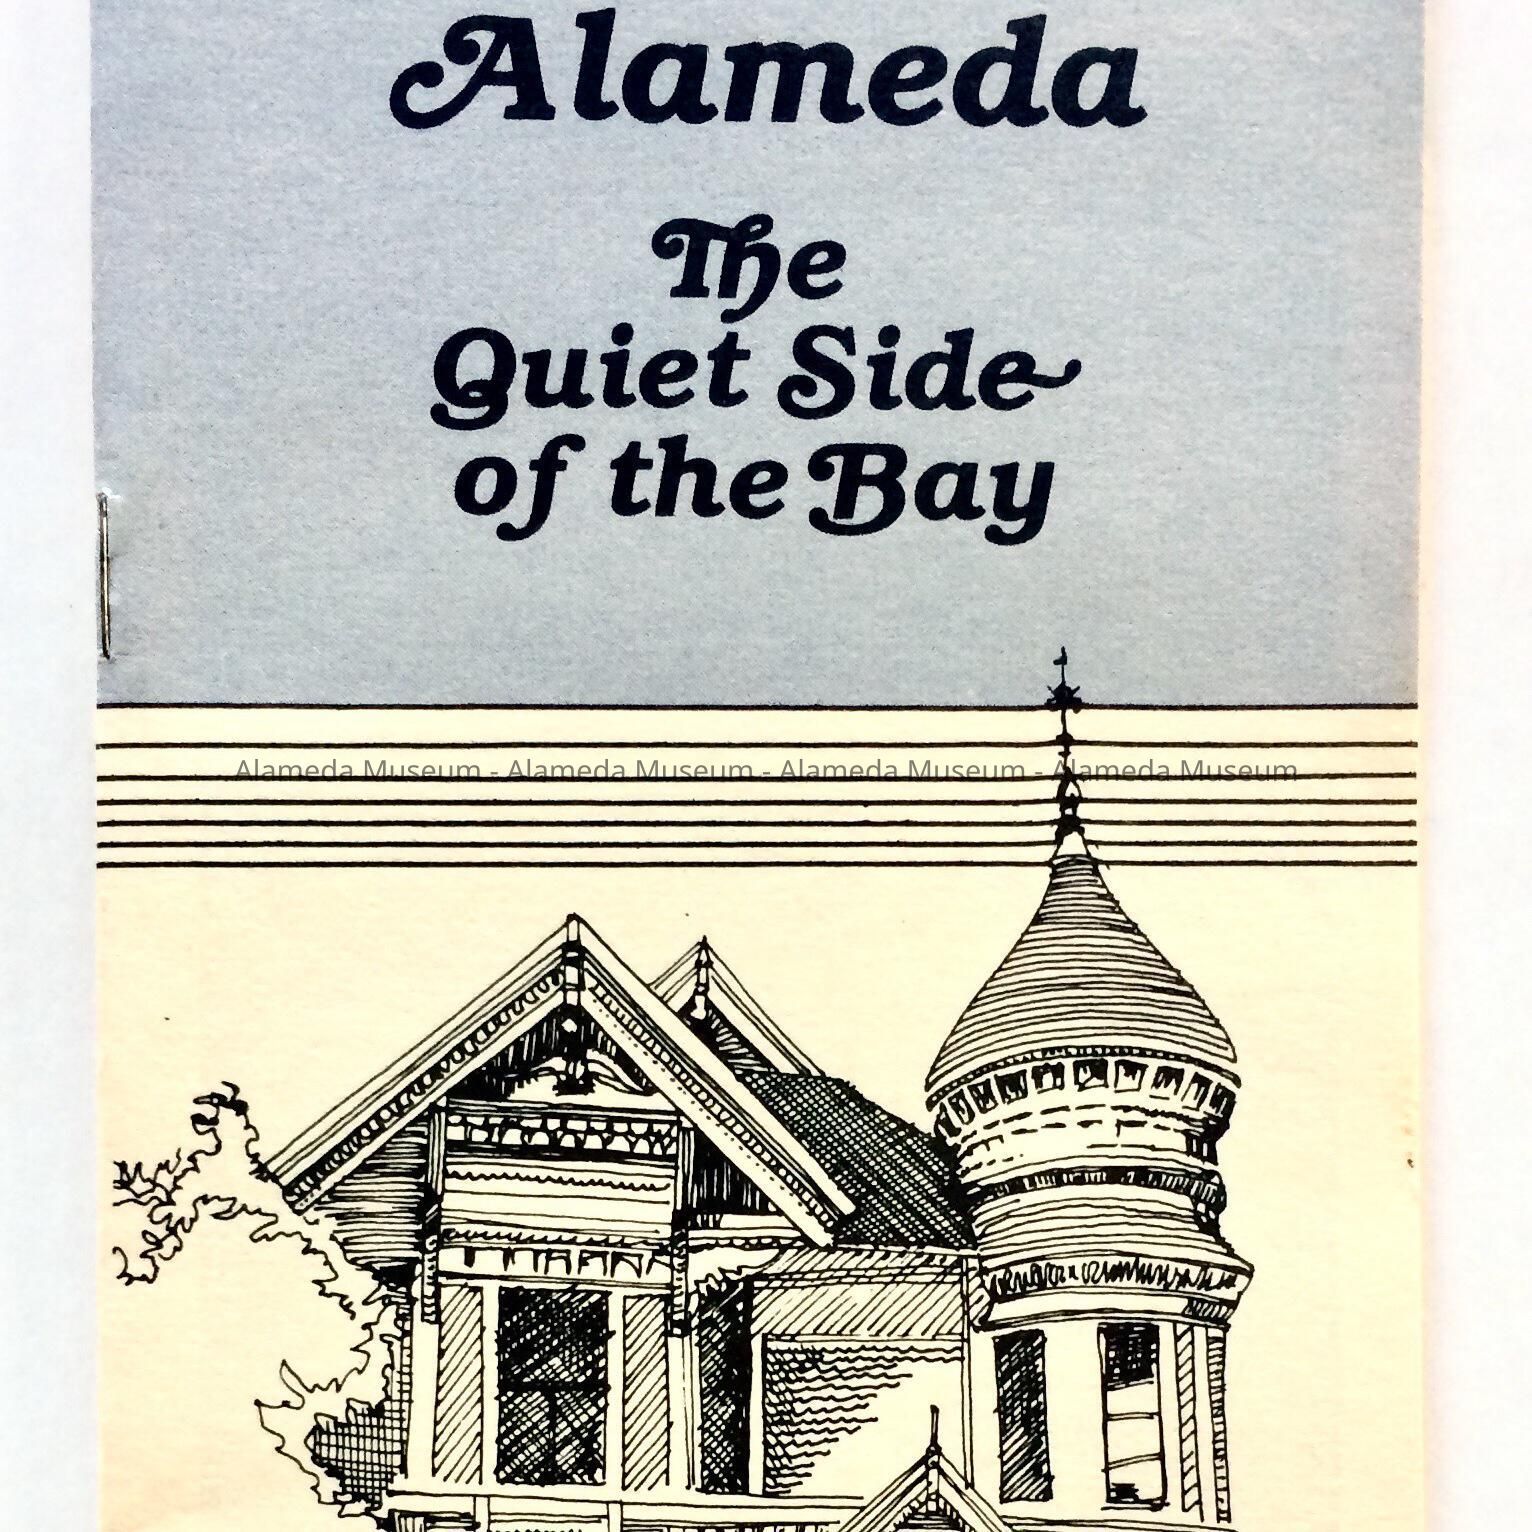 Alameda
The
Quiet Side
of the Bay
Alameda Museum - Alameda Museum - Alameda Museum - Alameda Museum